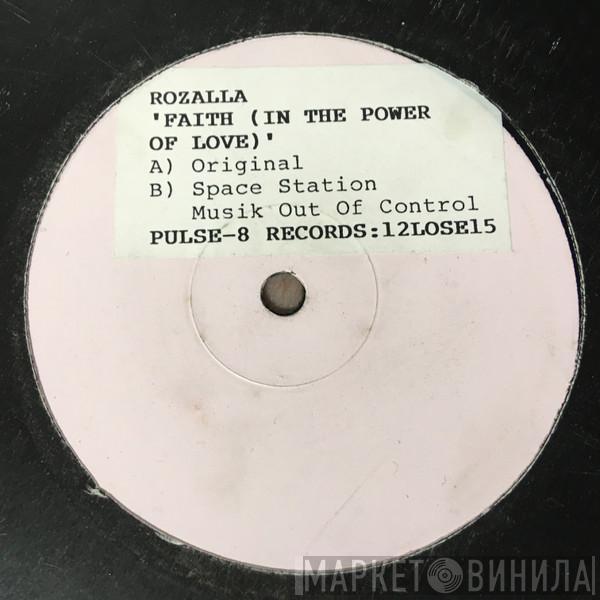 ROZALLA
'FAITH (IN THE POWER
OF LOVE)'
A) Original
B) Space Station
Musik Out Of Control
PULSE-8 RECORDS:12LOSE15
МАРКЕТ ВИНИЛА